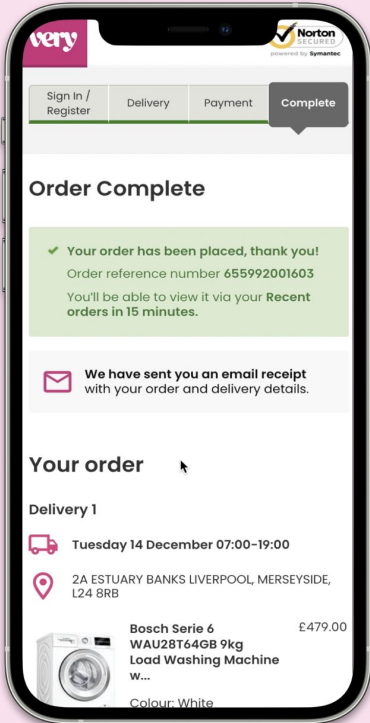 very
Norton
SECURED
powered by Symantec
Sign In /
Register
Delivery
Payment
Complete
Order Complete
Your order has been placed, thank you!
Order reference number 655992001603
You'll be able to view it via your Recent
orders in 15 minutes.
We have sent you an email receipt
with your order and delivery details.
Your order
Delivery 1
Tuesday 14 December 07:00-19:00
2A ESTUARY BANKS LIVERPOOL, MERSEYSIDE,
L24 8RB
Bosch Serie 6
WAU28T64GB 9kg
Load Washing Machine
w...
£479.00
Colour: White